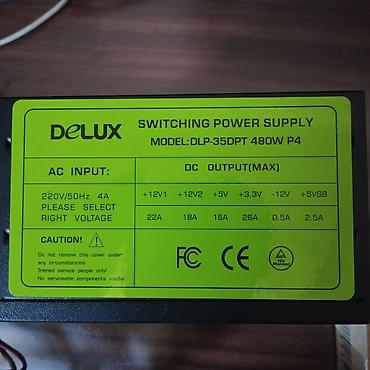 DeLUX
SWITCHING POWER SUPPLY
MODEL:DLP-35DPT 480W P4
AC INPUT:
220V/50Hz 4A
PLEASE SELECT
RIGHT VOLTAGE
DC OUTPUT(MAX)
+12V1 +12V2 +5V +3.3V -12V +5VSB
22A 18A 16A 26A 0.5A 2.5A
CAUTION!
Do not remove this cover under
any circumstances!
Trained service people only!
No serviceable components inside!
FC CE
TÜV